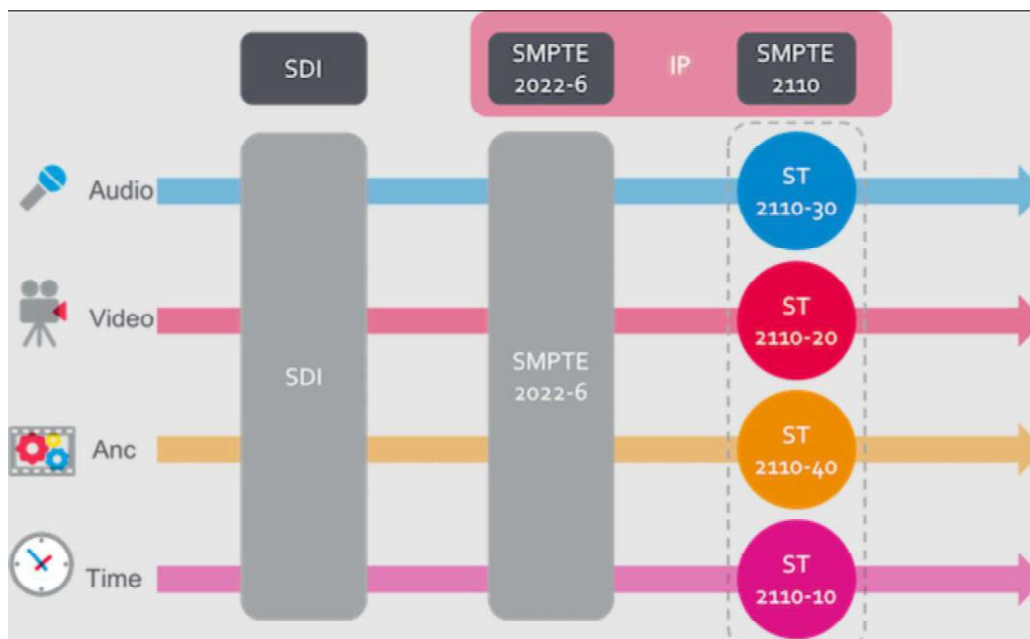 SDI
SMPTE
2022-6
IP
SMPTE
2110
Audio
ST
2110-30
Video
ST
2110-20
SDI
SMPTE
2022-6
Anc
ST
2110-40
Time
ST
2110-10